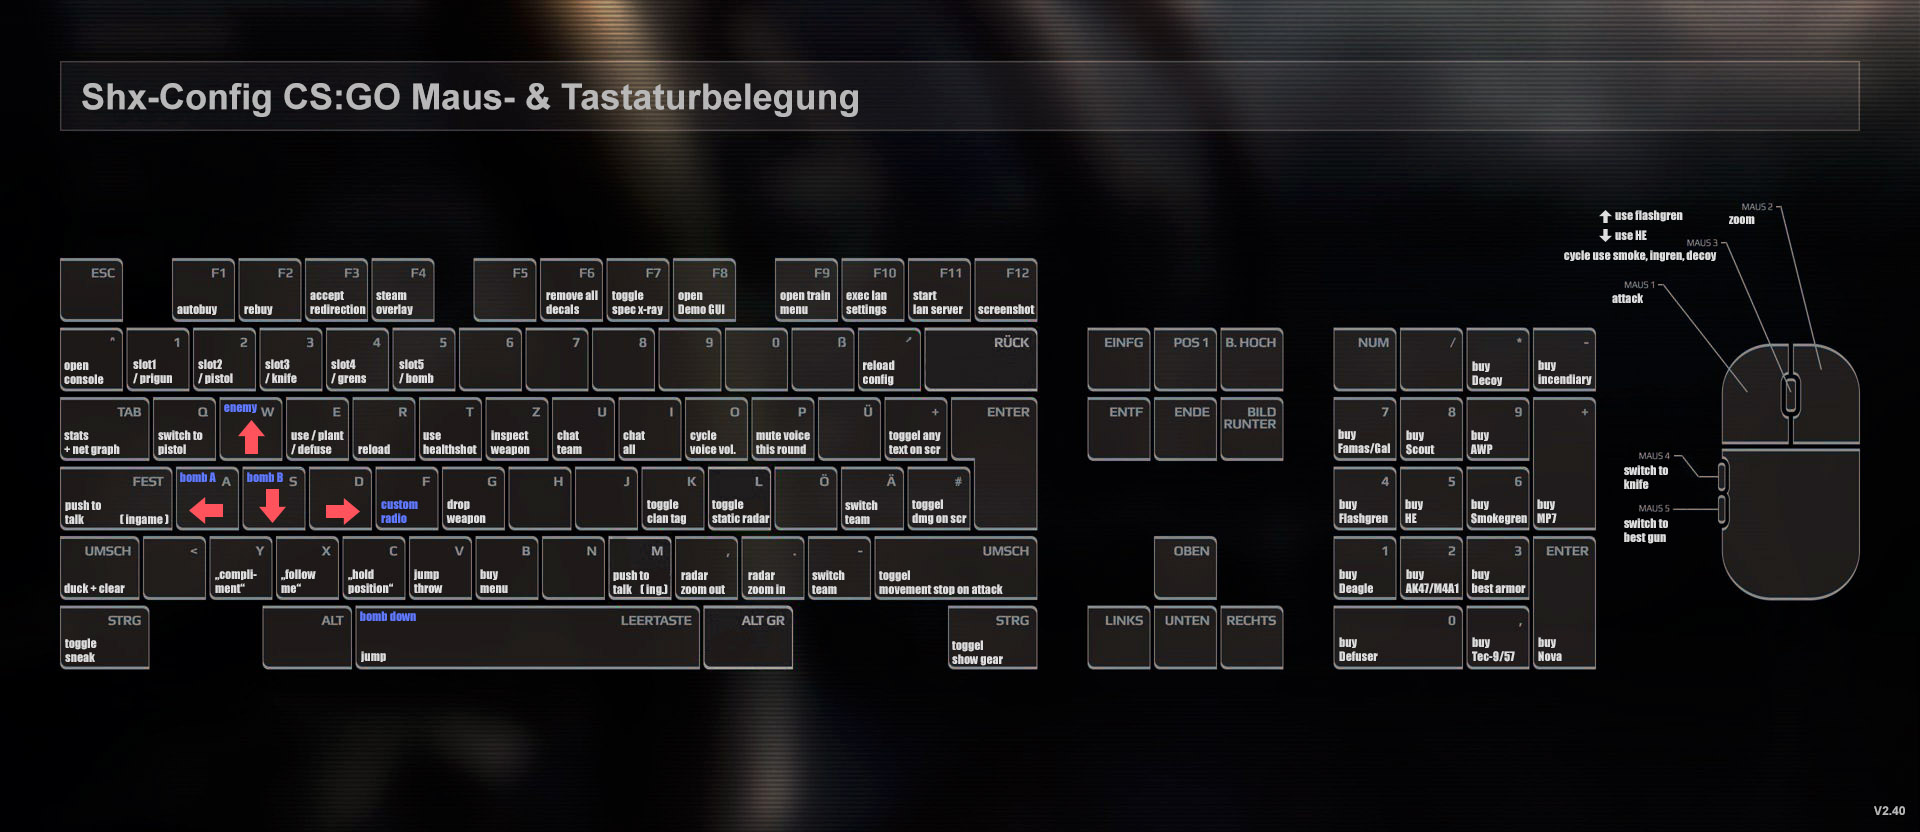 Shx-Config CS:GO Maus- & Tastaturbelegung
MAUS 2
zoom
use flashgren
use HE
MAUS 3
cycle use smoke, ingren, decoy
MAUS 1
attack
MAUS 4
switch to
knife
MAUS 5
switch to
best gun
ESC
F1
autobuy
F2
rebuy
F3
accept
redirection
F4
steam
overlay
F5
F6
remove all
decals
F7
toggle
spec x-ray
F8
open
Demo GUI
F9
open train
menu
F10
exec lan
settings
F11
start
lan server
F12
screenshot
^
open
console
1
slot1
/ prigun
2
slot2
/ pistol
3
slot3
/ knife
4
slot4
/ grens
5
slot5
/ bomb
6
7
8
9
0
ß
´
reload
config
RÜCK
EINFG
POS 1
B. HOCH
NUM
/
*
buy
Decoy
-
buy
Incendiary
TAB
stats
+ net graph
Q
switch to
pistol
enemy W
E
use / plant
/ defuse
R
reload
T
use
healthshot
Z
inspect
weapon
U
chat
team
I
chat
all
O
cycle
voice vol.
P
mute voice
this round
Ü
+
toggel any
text on scr
ENTER
ENTF
ENDE
BILD
RUNTER
7
buy
Famas/Gal
8
buy
Scout
9
buy
AWP
+
buy
MP7
FEST
push to
talk ( ingame )
bomb A A
bomb B S
D
F
custom
radio
G
drop
weapon
H
J
K
toggle
clan tag
L
toggle
static radar
Ö
Ä
switch
team
#
toggel
dmg on scr
4
buy
Flashgren
5
buy
HE
6
buy
Smokegren
UMSCH
duck + clear
<
Y
„compli-
ment“
X
„follow
me“
C
„hold
position“
V
jump
throw
B
buy
menu
N
M
push to
talk ( ing.)
,
radar
zoom out
.
radar
zoom in
-
switch
team
UMSCH
toggel
movement stop on attack
OBEN
1
buy
Deagle
2
buy
AK47/M4A1
3
buy
best armor
ENTER
buy
Nova
STRG
toggle
sneak
ALT
bomb down LEERTASTE
jump
ALT GR
STRG
toggel
show gear
LINKS
UNTEN
RECHTS
0
buy
Defuser
,
buy
Tec-9/57
V2.40